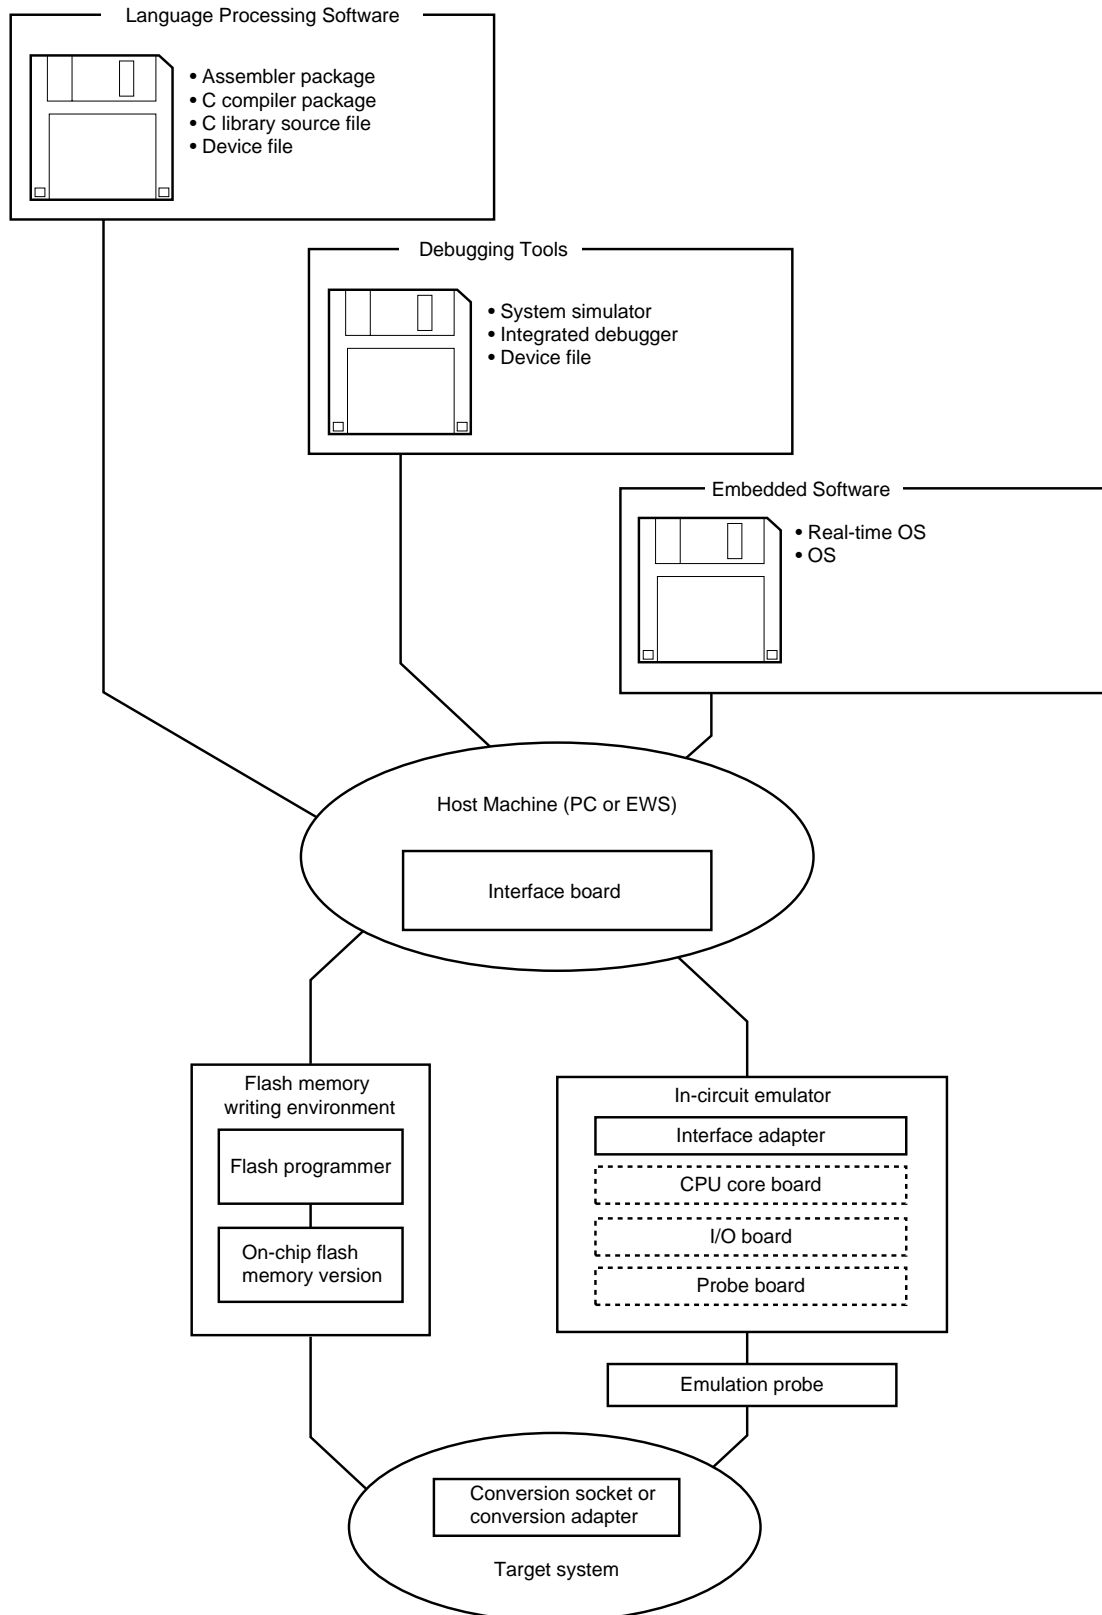 Language Processing Software
• Assembler package
• C compiler package
• C library source file
• Device file
Debugging Tools
• System simulator
• Integrated debugger
• Device file
Embedded Software
• Real-time OS
• OS
Host Machine (PC or EWS)
Interface board
Flash memory
writing environment
Flash programmer
On-chip flash
memory version
In-circuit emulator
Interface adapter
CPU core board
I/O board
Probe board
Emulation probe
Conversion socket or
conversion adapter
Target system